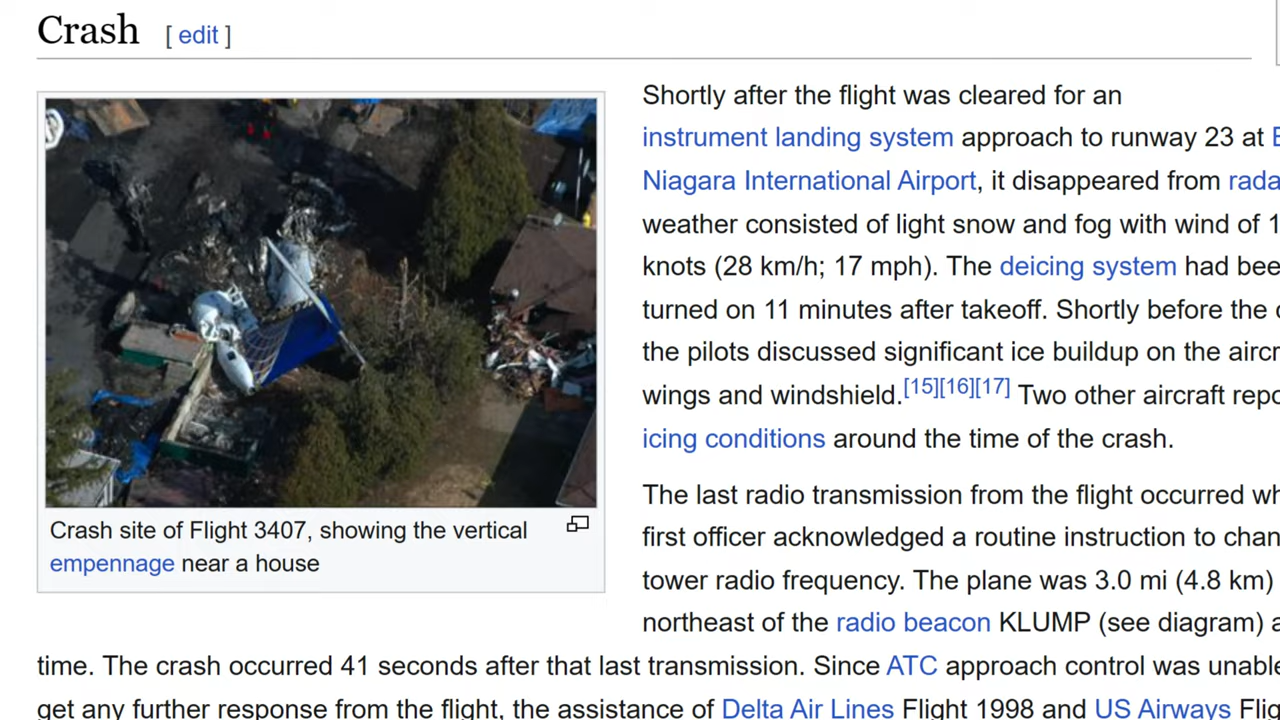 Crash [ edit ]
Shortly after the flight was cleared for an
instrument landing system approach to runway 23 at
Niagara International Airport, it disappeared from
weather consisted of light snow and fog with wind of
knots (28 km/h; 17 mph). The deicing system had
turned on 11 minutes after takeoff. Shortly before the
the pilots discussed significant ice buildup on the
wings and windshield.[15][16][17] Two other aircraft
icing conditions around the time of the crash.
Crash site of Flight 3407, showing the vertical
empennage near a house
The last radio transmission from the flight occurred
first officer acknowledged a routine instruction to
tower radio frequency. The plane was 3.0 mi (4.8 km)
northeast of the radio beacon KLUMP (see diagram)
time. The crash occurred 41 seconds after that last transmission. Since ATC approach control was
get any further response from the flight, the assistance of Delta Air Lines Flight 1998 and US Airways